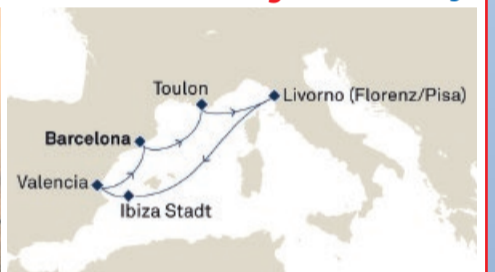 Toulon
Livorno (Florenz/Pisa)
Barcelona
Valencia
Ibiza Stadt